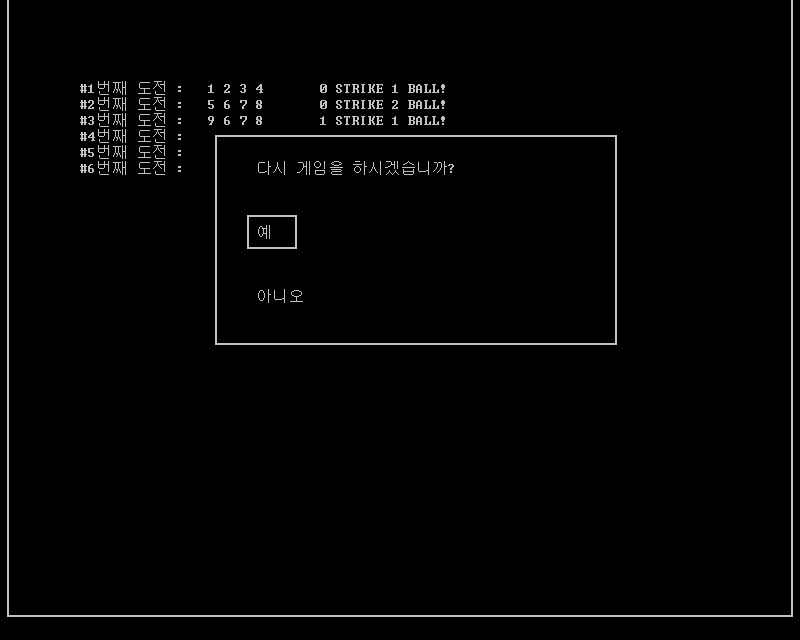 #1번째 도전 : 1 2 3 4 0 STRIKE 1 BALL!
#2번째 도전 : 5 6 7 8 0 STRIKE 2 BALL!
#3번째 도전 : 9 6 7 8 1 STRIKE 1 BALL!
#4번째 도전 :
#5번째 도전 :
#6번째 도전 :
다시 게임을 하시겠습니까?
예
아니오